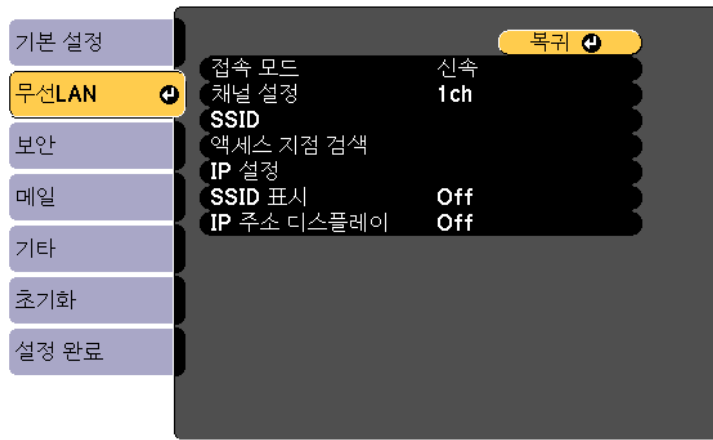 기본 설정
무선LAN
보안
메일
기타
초기화
설정 완료
복귀
접속 모드 신속
채널 설정 1ch
SSID
액세스 지점 검색
IP 설정
SSID 표시 Off
IP 주소 디스플레이 Off